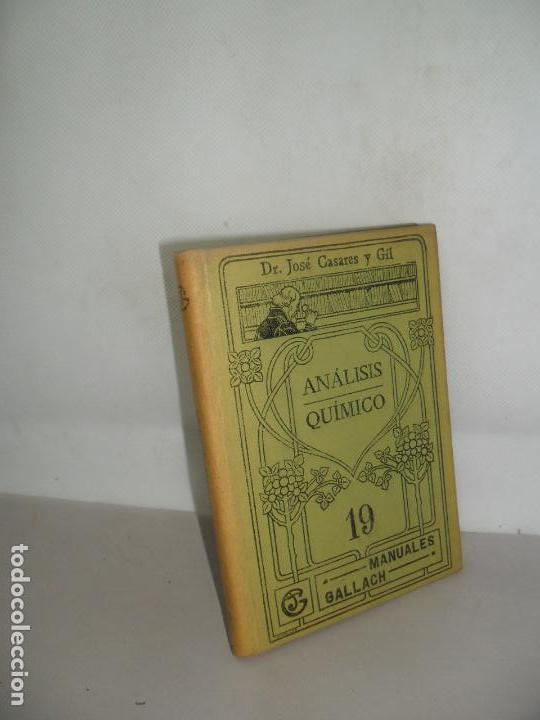 Dr. José Casares y Gil
ANÁLISIS
QUÍMICO
19
MANUALES
GALLACH
todocoleccion